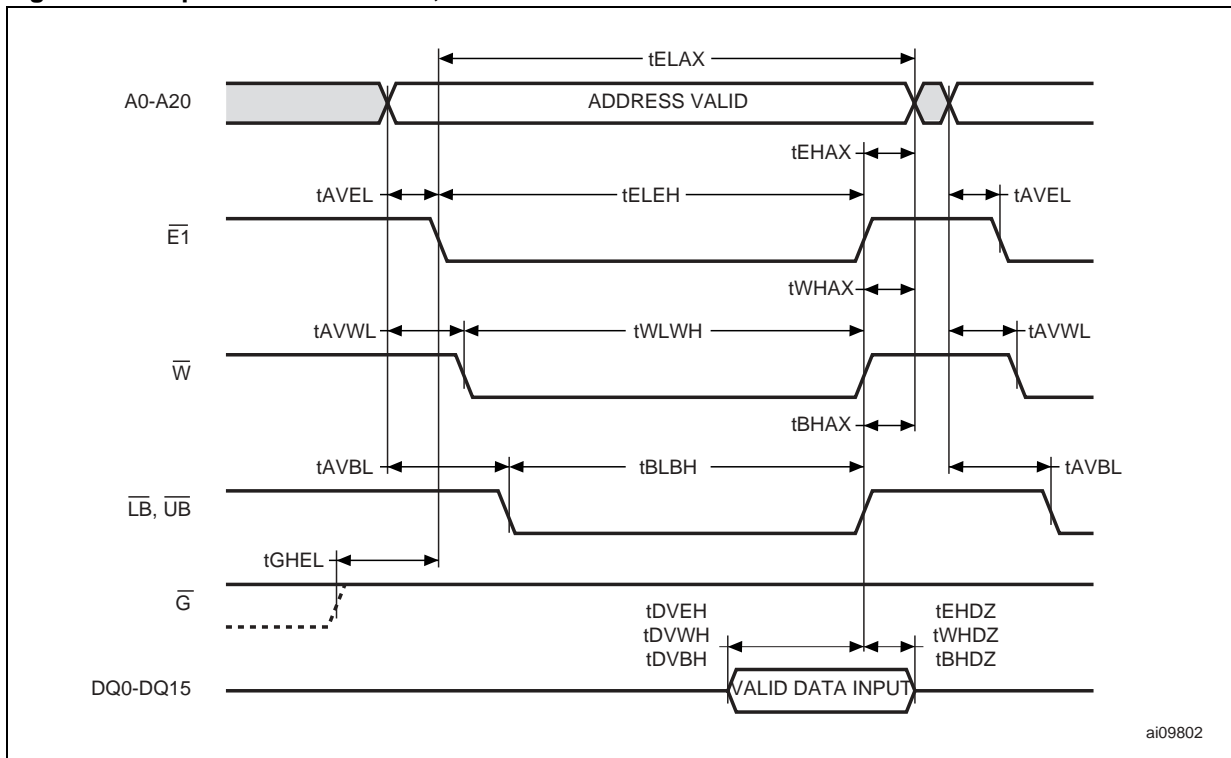 tELAX
A0-A20 ADDRESS VALID
tEHAX
tAVEL tELEH tAVEL
E1
tWHAX
tAVWL tWLWH tAVWL
W
tBHAX
tAVBL tBLBH tAVBL
LB, UB
tGHEL
G
tDVEH tEHDZ
tDVWH tWHDZ
tDVBH tBHDZ
DQ0-DQ15 VALID DATA INPUT
ai09802